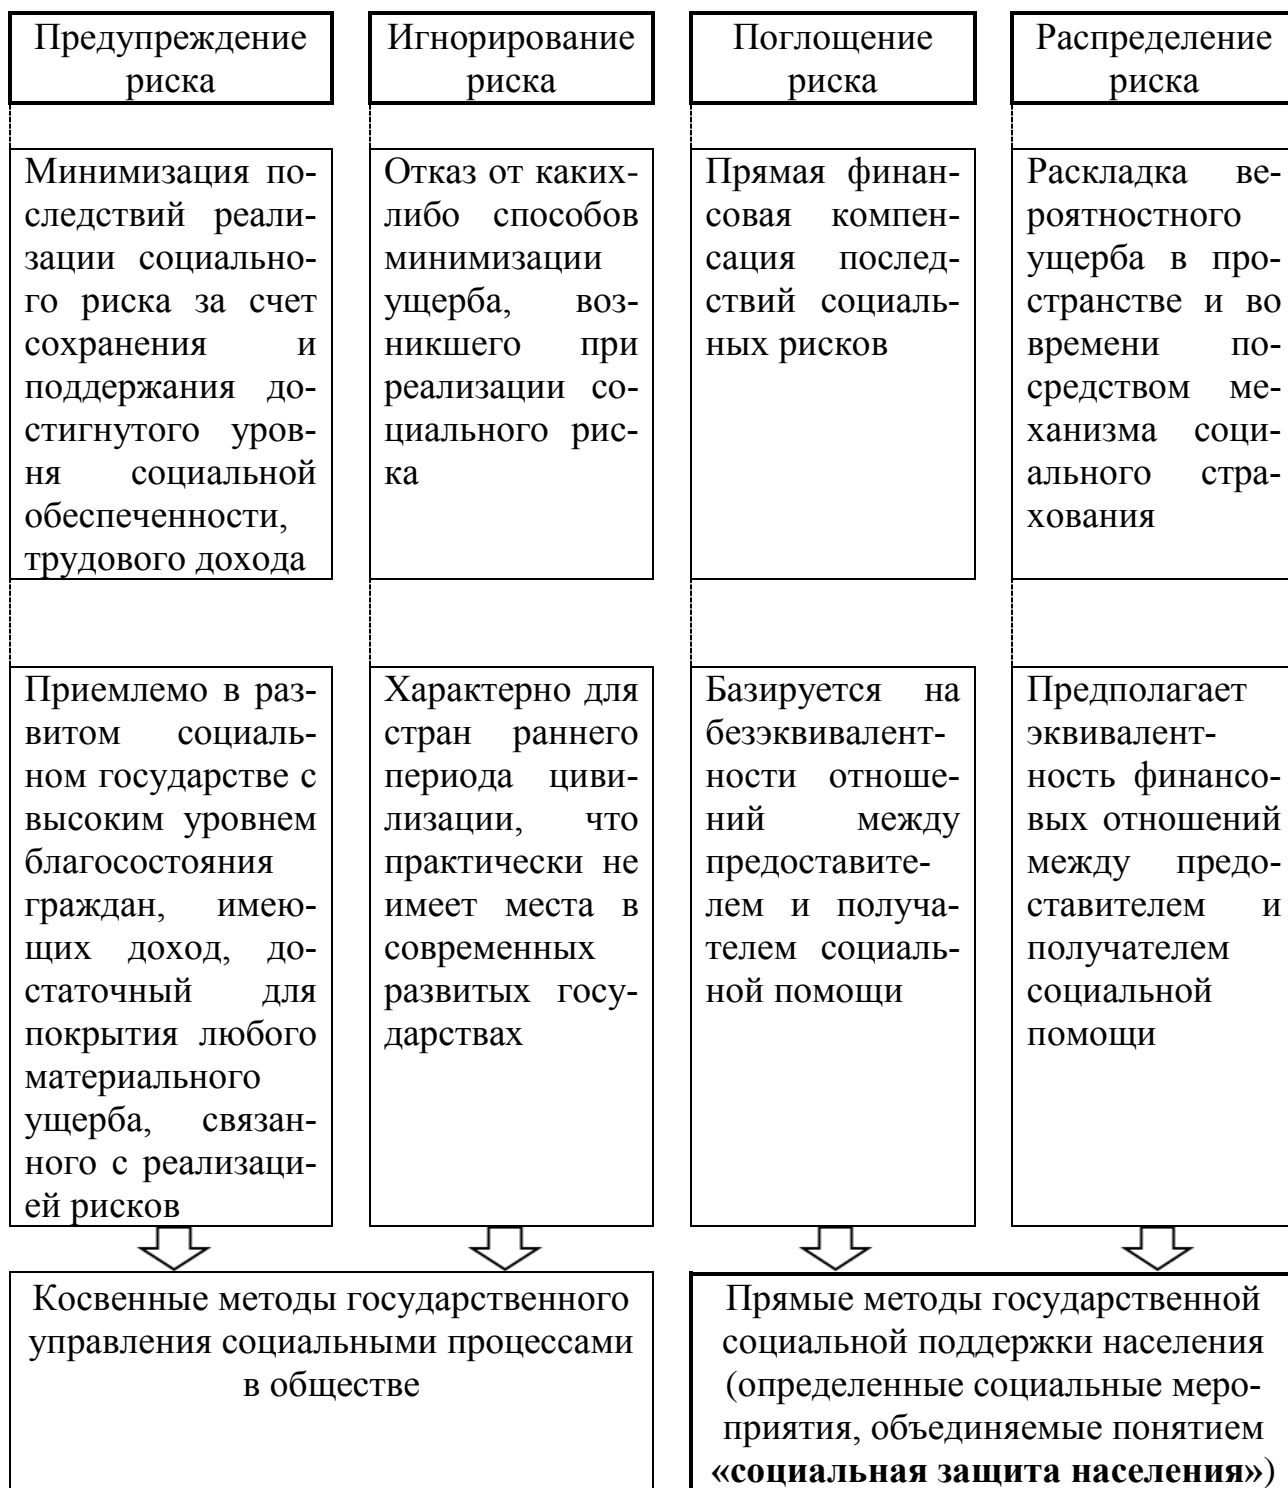 Предупреждение
риска
Игнорирование
риска
Поглощение
риска
Распределение
риска
Минимизация по-
следствий реали-
зации социально-
го риска за счет
сохранения и
поддержания до-
стигнутого уров-
ня социальной
обеспеченности,
трудового дохода
Отказ от каких-
либо способов
минимизации
ущерба, воз-
никшего при
реализации со-
циального рис-
ка
Прямая финан-
совая компен-
сация послед-
ствий социаль-
ных рисков
Раскладка ве-
роятностного
ущерба в про-
странстве и во
времени по-
средством ме-
ханизма соци-
ального стра-
хования
Приемлемо в раз-
витом социаль-
ном государстве с
высоким уровнем
благосостояния
граждан, имею-
щих доход, до-
статочный для
покрытия любого
материального
ущерба, связан-
ного с реализаци-
ей рисков
Характерно для
стран раннего
периода циви-
лизации, что
практически не
имеет места в
современных
развитых госу-
дарствах
Базируется на
безэквивалент-
ности отноше-
ний между
предоставите-
лем и получа-
телем социаль-
ной помощи
Предполагает
эквивалент-
ность финансо-
вых отношений
между предо-
ставителем и
получателем
социальной
помощи
Косвенные методы государственного
управления социальными процессами
в обществе
Прямые методы государственной
социальной поддержки населения
(определенные социальные меро-
приятия, объединяемые понятием
«социальная защита населения»)